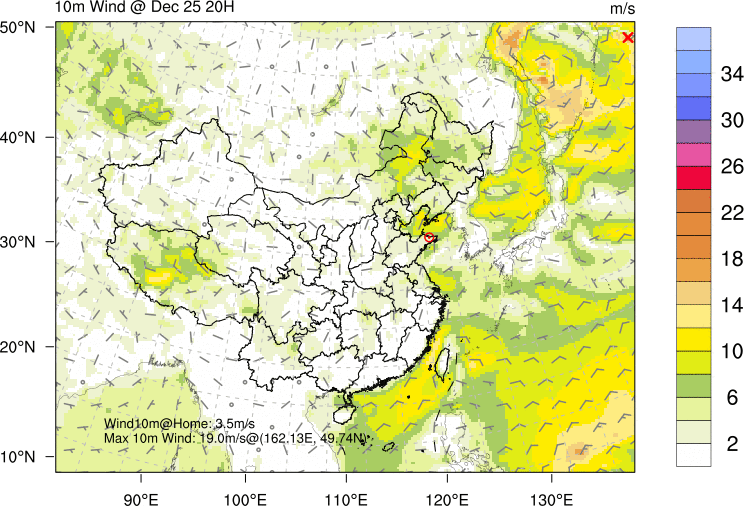 10m Wind @ Dec 25 20H
m/s
50°N
40°N
30°N
20°N
10°N
Wind10m@Home: 3.5m/s
Max 10m Wind: 19.0m/s@(162.13E, 49.74N)
90°E
100°E
110°E
120°E
130°E
34
30
26
22
18
14
10
6
2